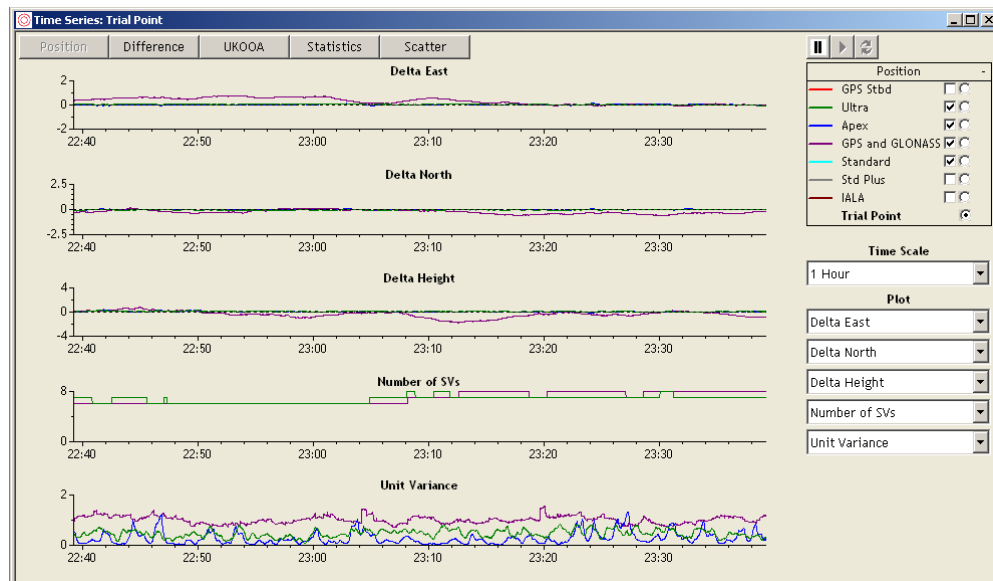 Time Series: Trial Point
Position Difference UKOOA Statistics Scatter
Delta East
2
0
-2
22:40 22:50 23:00 23:10 23:20 23:30
Delta North
2.5
0
-2.5
22:40 22:50 23:00 23:10 23:20 23:30
Delta Height
4
0
-4
22:40 22:50 23:00 23:10 23:20 23:30
Number of SVs
8
0
22:40 22:50 23:00 23:10 23:20 23:30
Unit Variance
2
0
22:40 22:50 23:00 23:10 23:20 23:30
Position -
GPS Stbd
Ultra
Apex
GPS and GLONASS
Standard
Std Plus
IALA
Trial Point
Time Scale
1 Hour
Plot
Delta East
Delta North
Delta Height
Number of SVs
Unit Variance